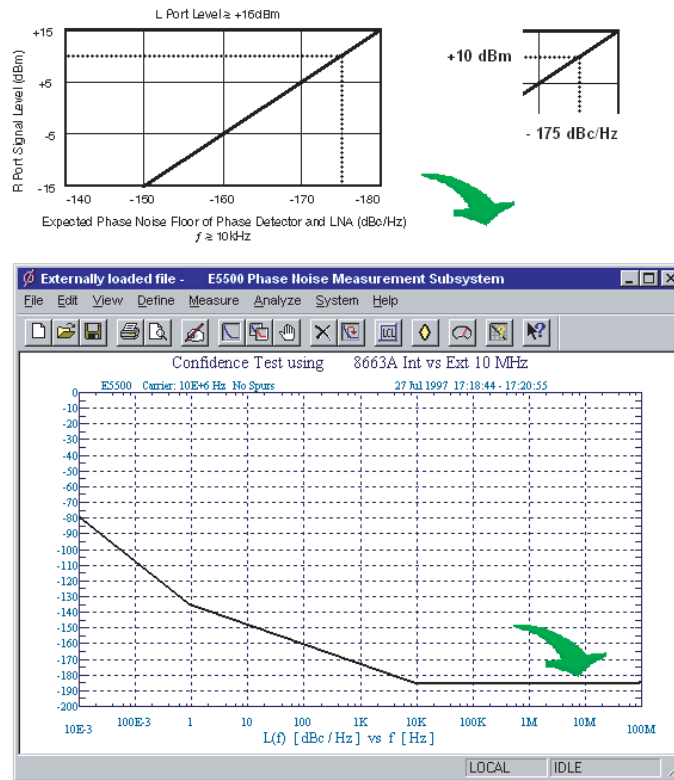 L Port Level ≥ +15dBm
R Port Signal Level (dBm)
+15
+5
-5
-15
-140 -150 -160 -170 -180
Expected Phase Noise Floor of Phase Detector and LNA (dBc/Hz)
f ≥ 10kHz
+10 dBm
- 175 dBc/Hz
Externally loaded file - E5500 Phase Noise Measurement Subsystem
File Edit View Define Measure Analyze System Help
LCL
Confidence Test using 8663A Int vs Ext 10 MHz
E5500 Carrier: 10E+6 Hz No Spurs 27 Jul 1997 17:18:44 - 17:20:55
0
-10
-20
-30
-40
-50
-60
-70
-80
-90
-100
-110
-120
-130
-140
-150
-160
-170
-180
-190
-200
10E-3 100E-3 1 10 100 1K 10K 100K 1M 10M 100M
L(f) [ dBc / Hz ] vs f [ Hz ]
LOCAL IDLE